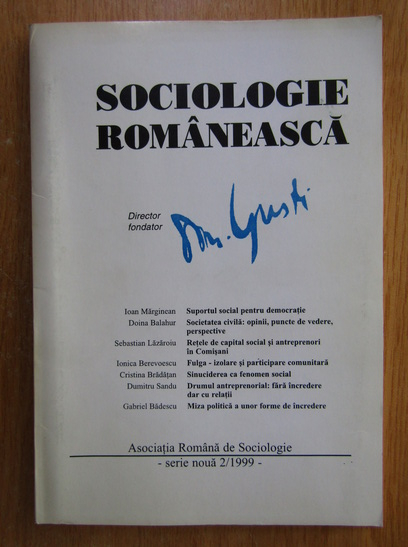 SOCIOLOGIE
ROMÂNEASCĂ
Director
fondator
Ioan Mărginean Suportul social pentru democrație
Doina Balahur Societatea civilă: opinii, puncte de vedere,
perspective
Sebastian Lăzăroiu Rețele de capital social și antreprenori
în Comișani
Ionica Berevoescu Fulga - izolare și participare comunitară
Cristina Brădățan Sinuciderea ca fenomen social
Dumitru Sandu Drumul antreprenorial: fără încredere
dar cu relații
Gabriel Bădescu Miza politică a unor forme de încredere
Asociația Română de Sociologie
- serie nouă 2/1999 -